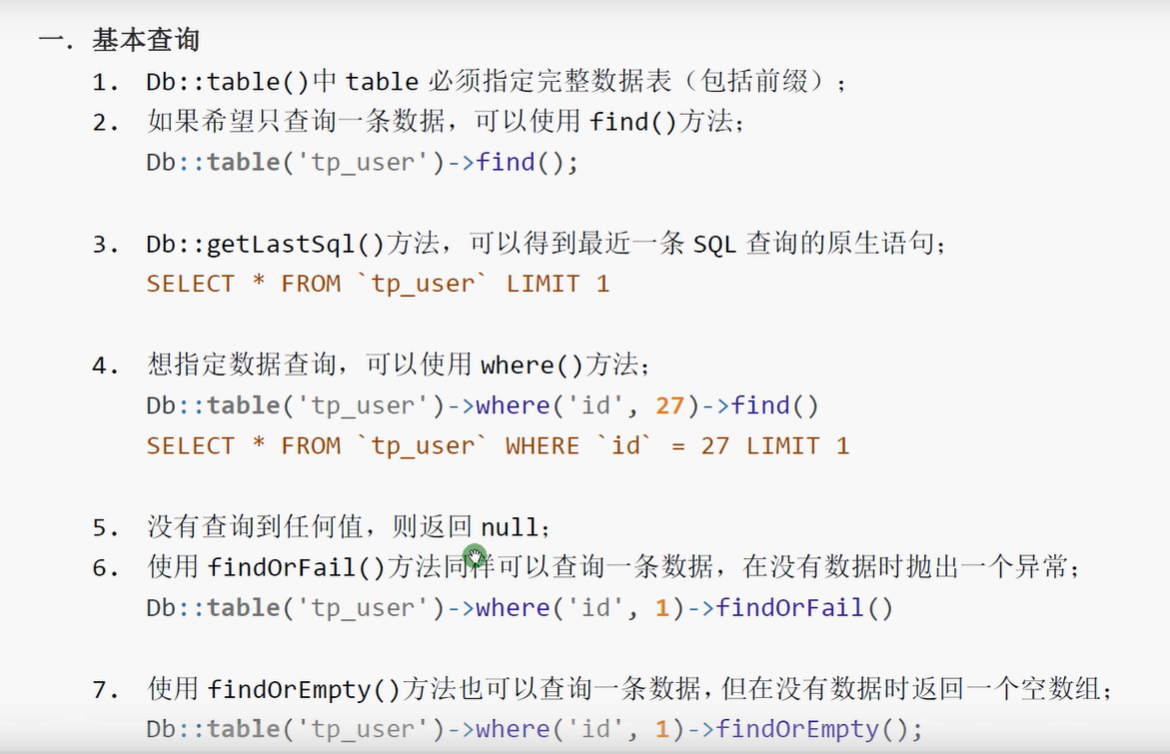 一. 基本查询
1. Db::table()中 table 必须指定完整数据表（包括前缀）;
2. 如果希望只查询一条数据，可以使用 find()方法;
Db::table('tp_user')->find();
3. Db::getLastSql()方法，可以得到最近一条 SQL 查询的原生语句;
SELECT * FROM `tp_user` LIMIT 1
4. 想指定数据查询，可以使用 where()方法;
Db::table('tp_user')->where('id', 27)->find()
SELECT * FROM `tp_user` WHERE `id` = 27 LIMIT 1
5. 没有查询到任何值，则返回 null;
6. 使用 findOrFail()方法同样可以查询一条数据，在没有数据时抛出一个异常;
Db::table('tp_user')->where('id', 1)->findOrFail()
7. 使用 findOrEmpty()方法也可以查询一条数据，但在没有数据时返回一个空数组;
Db::table('tp_user')->where('id', 1)->findOrEmpty();